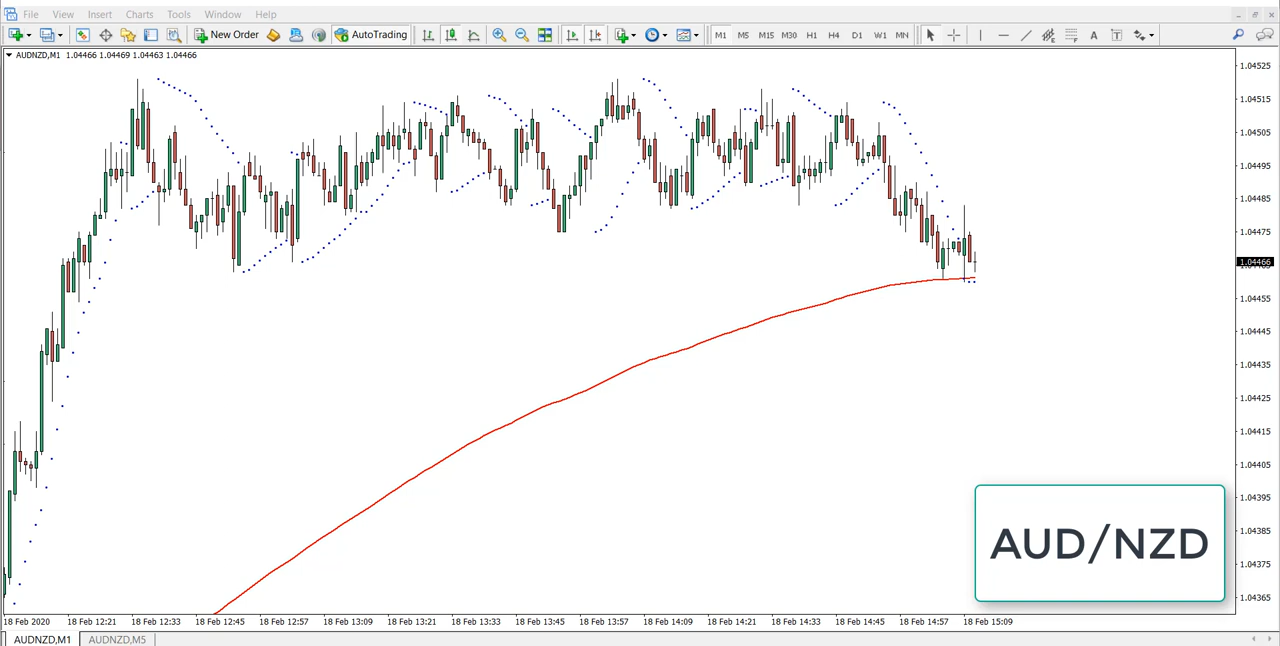 File View Insert Charts Tools Window Help
New Order AutoTrading M1 M5 M15 M30 H1 H4 D1 W1 MN A T
AUDNZD,M1 1.04466 1.04469 1.04463 1.04466
1.04525
1.04515
1.04505
1.04495
1.04485
1.04475
1.04466
1.04455
1.04445
1.04435
1.04425
1.04415
1.04405
1.04395
1.04385
1.04375
1.04365
AUD/NZD
18 Feb 2020 18 Feb 12:21 18 Feb 12:33 18 Feb 12:45 18 Feb 12:57 18 Feb 13:09 18 Feb 13:21 18 Feb 13:33 18 Feb 13:45 18 Feb 13:57 18 Feb 14:09 18 Feb 14:21 18 Feb 14:33 18 Feb 14:45 18 Feb 14:57 18 Feb 15:09
AUDNZD,M1 AUDNZD,M5